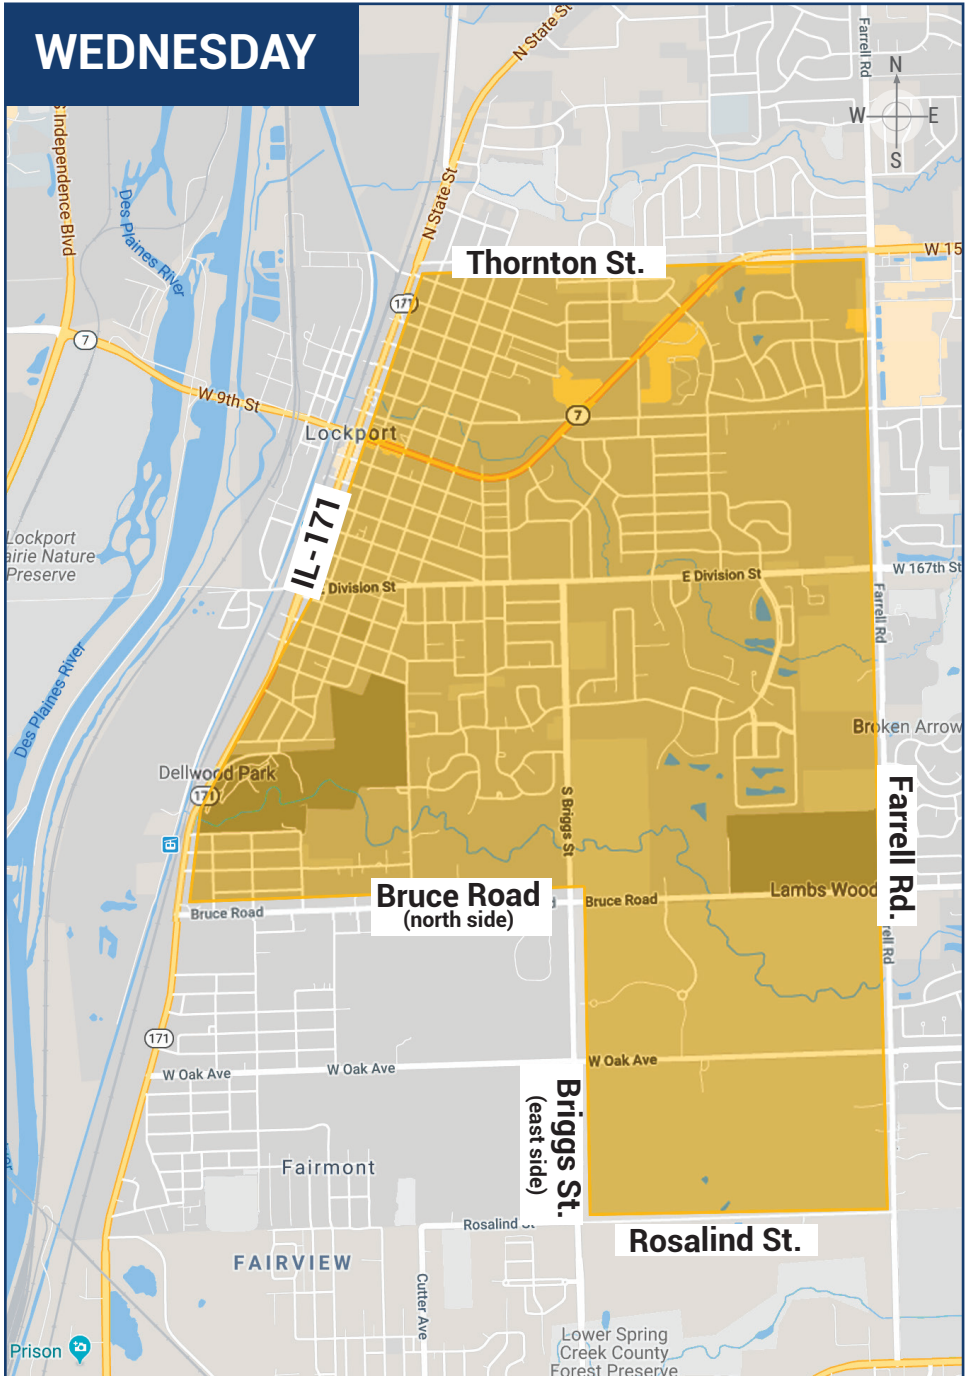 WEDNESDAY
N State St
Farrell Rd
N
W
E
S
S Independence Blvd
Des Plaines River
N State St
Thornton St.
W 15
171
7
W 9th St
7
Lockport
IL-171
Lockport
airie Nature
Preserve
Division St
E Division St
W 167th St
Farrell Rd
Des Plaines River
Broken Arrow
Dellwood Park
171
S Briggs St
Farrell Rd.
Bruce Road
(north side)
Bruce Road
Lambs Wood
Bruce Road
rell Rd
171
W Oak Ave
W Oak Ave
W Oak Ave
Briggs St.
(east side)
Fairmont
Rosalind St
Rosalind St.
FAIRVIEW
Cutter Ave
Prison
Lower Spring
Creek County
Forest Preserve